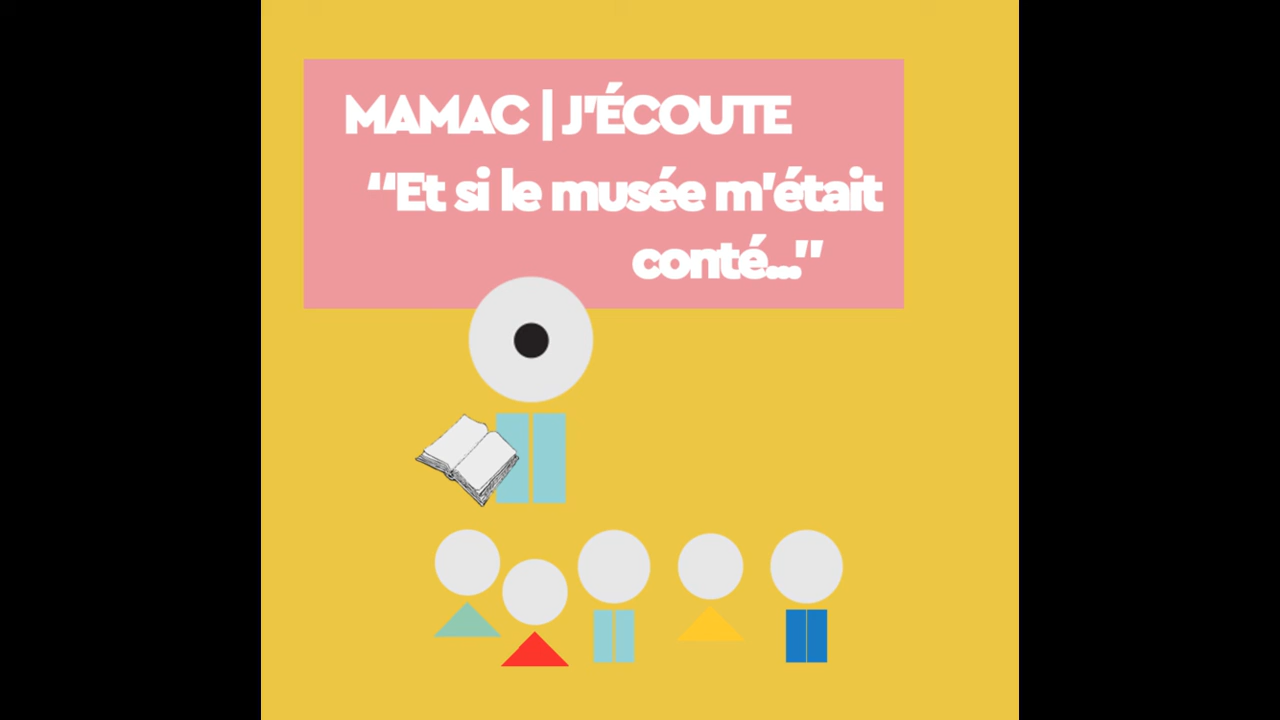 MAMAC | J'ÉCOUTE
“Et si le musée m'était
conté...”